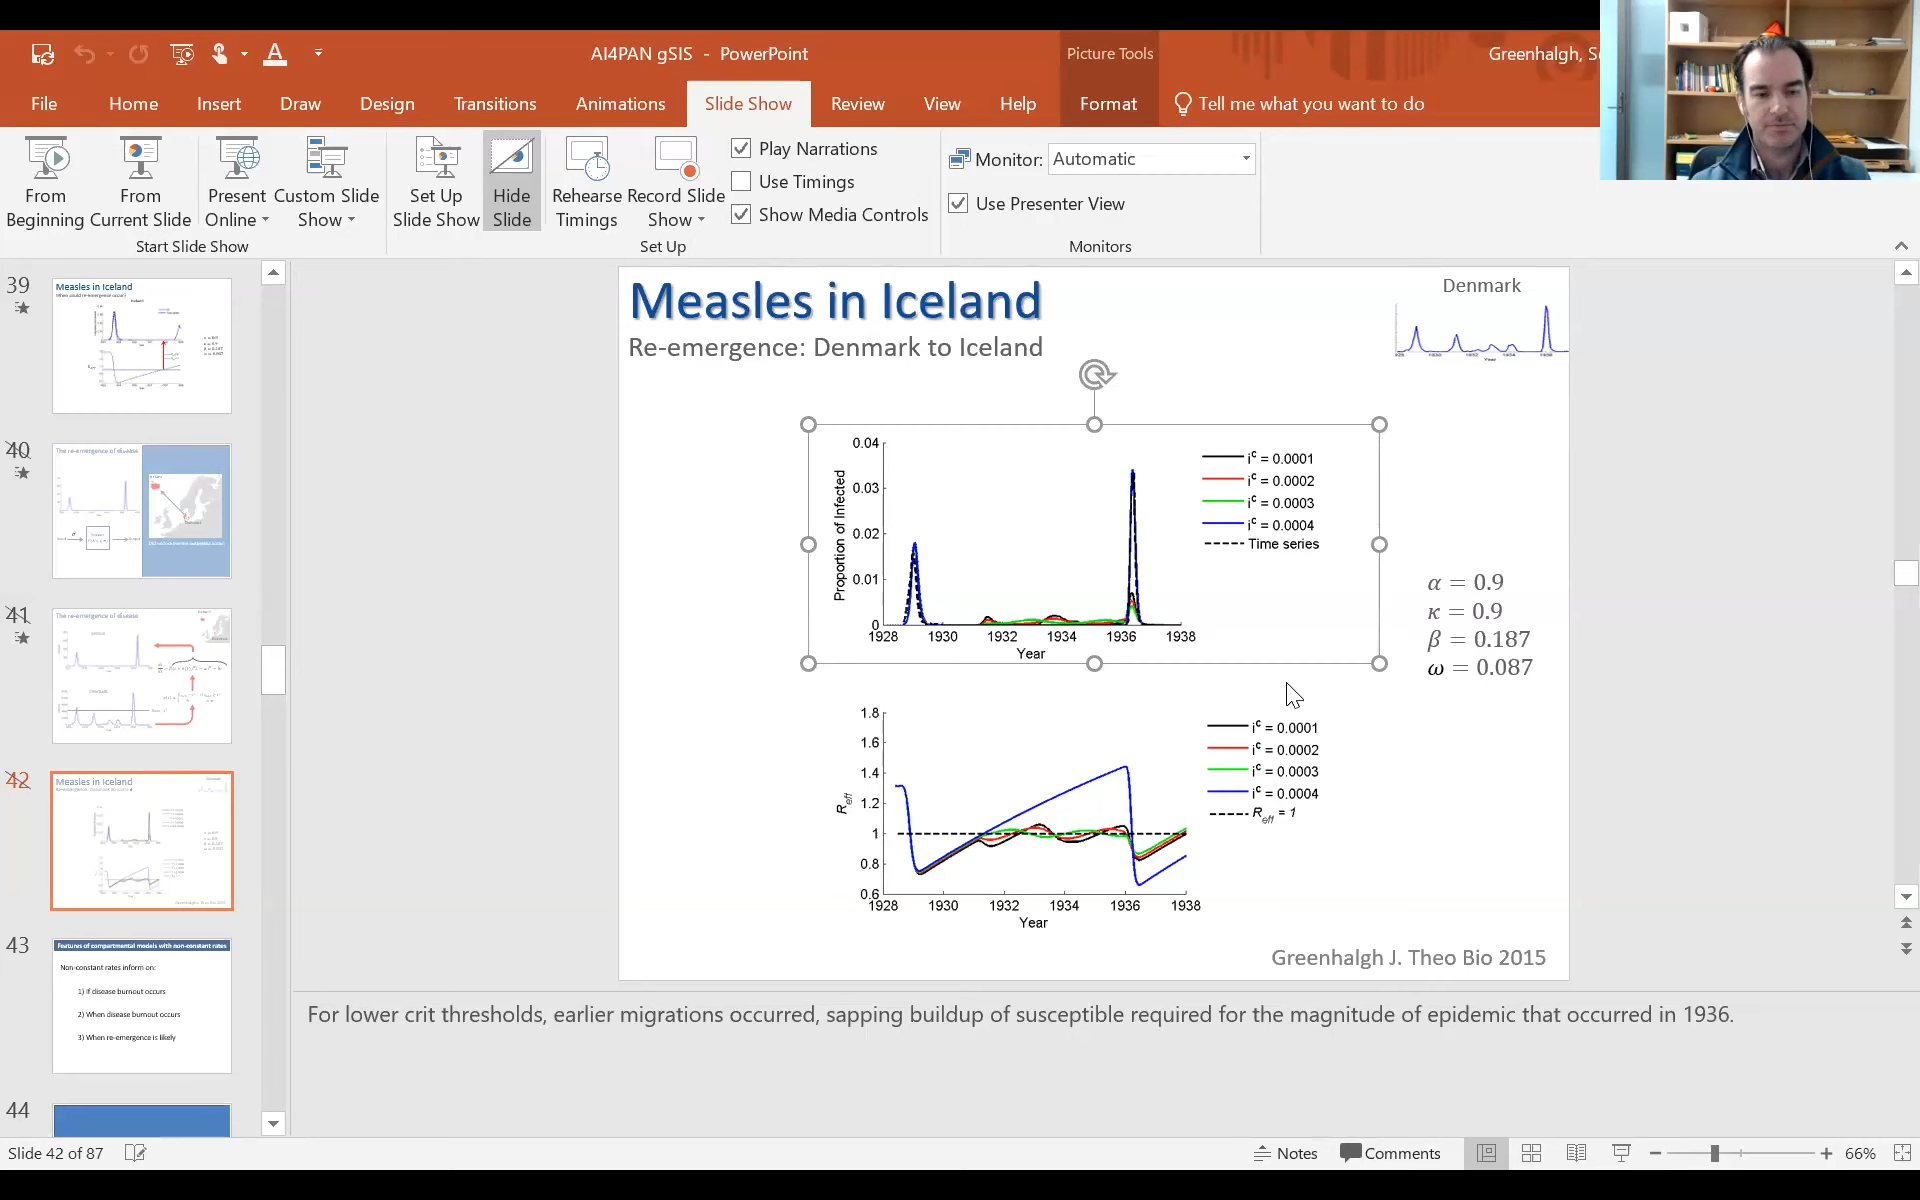 AI4PAN gSIS - PowerPoint
Picture Tools
Greenhalgh,
File Home Insert Draw Design Transitions Animations Slide Show Review View Help Format Tell me what you want to do
From Beginning
From Current Slide
Present Online
Custom Slide Show
Set Up Slide Show
Hide Slide
Rehearse Timings
Record Slide Show
Play Narrations
Use Timings
Show Media Controls
Monitor: Automatic
Use Presenter View
Start Slide Show
Set Up
Monitors
39
Measles in Iceland
When could re-emergence occur?
40
The re-emergence of disease
41
The re-emergence of disease
42
Measles in Iceland
43
Features of compartmental models with non-constant rates
Non-constant rates inform on:
1) If disease burnout occurs
2) When disease burnout occurs
3) When re-emergence is likely
44
Measles in Iceland
Re-emergence: Denmark to Iceland
Denmark
1930 1932 1934 1936
Year
0.04
0.03
0.02
0.01
0
Proportion of Infected
1928 1930 1932 1934 1936 1938
Year
i^c = 0.0001
i^c = 0.0002
i^c = 0.0003
i^c = 0.0004
Time series
α = 0.9
κ = 0.9
β = 0.187
ω = 0.087
1.8
1.6
1.4
1.2
1
0.8
0.6
R_eff
1928 1930 1932 1934 1936 1938
Year
i^c = 0.0001
i^c = 0.0002
i^c = 0.0003
i^c = 0.0004
R_eff = 1
Greenhalgh J. Theo Bio 2015
For lower crit thresholds, earlier migrations occurred, sapping buildup of susceptible required for the magnitude of epidemic that occurred in 1936.
Slide 42 of 87
Notes
Comments
66%